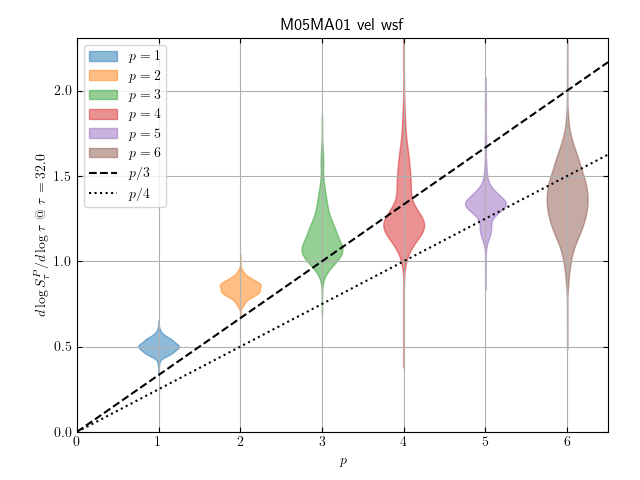 M05MA01 vel wsf
p = 1
p = 2
p = 3
p = 4
p = 5
p = 6
p/3
p/4
2.0
1.5
1.0
0.5
0.0
d log S_τ^P / d log τ @ τ = 32.0
0 1 2 3 4 5 6
p